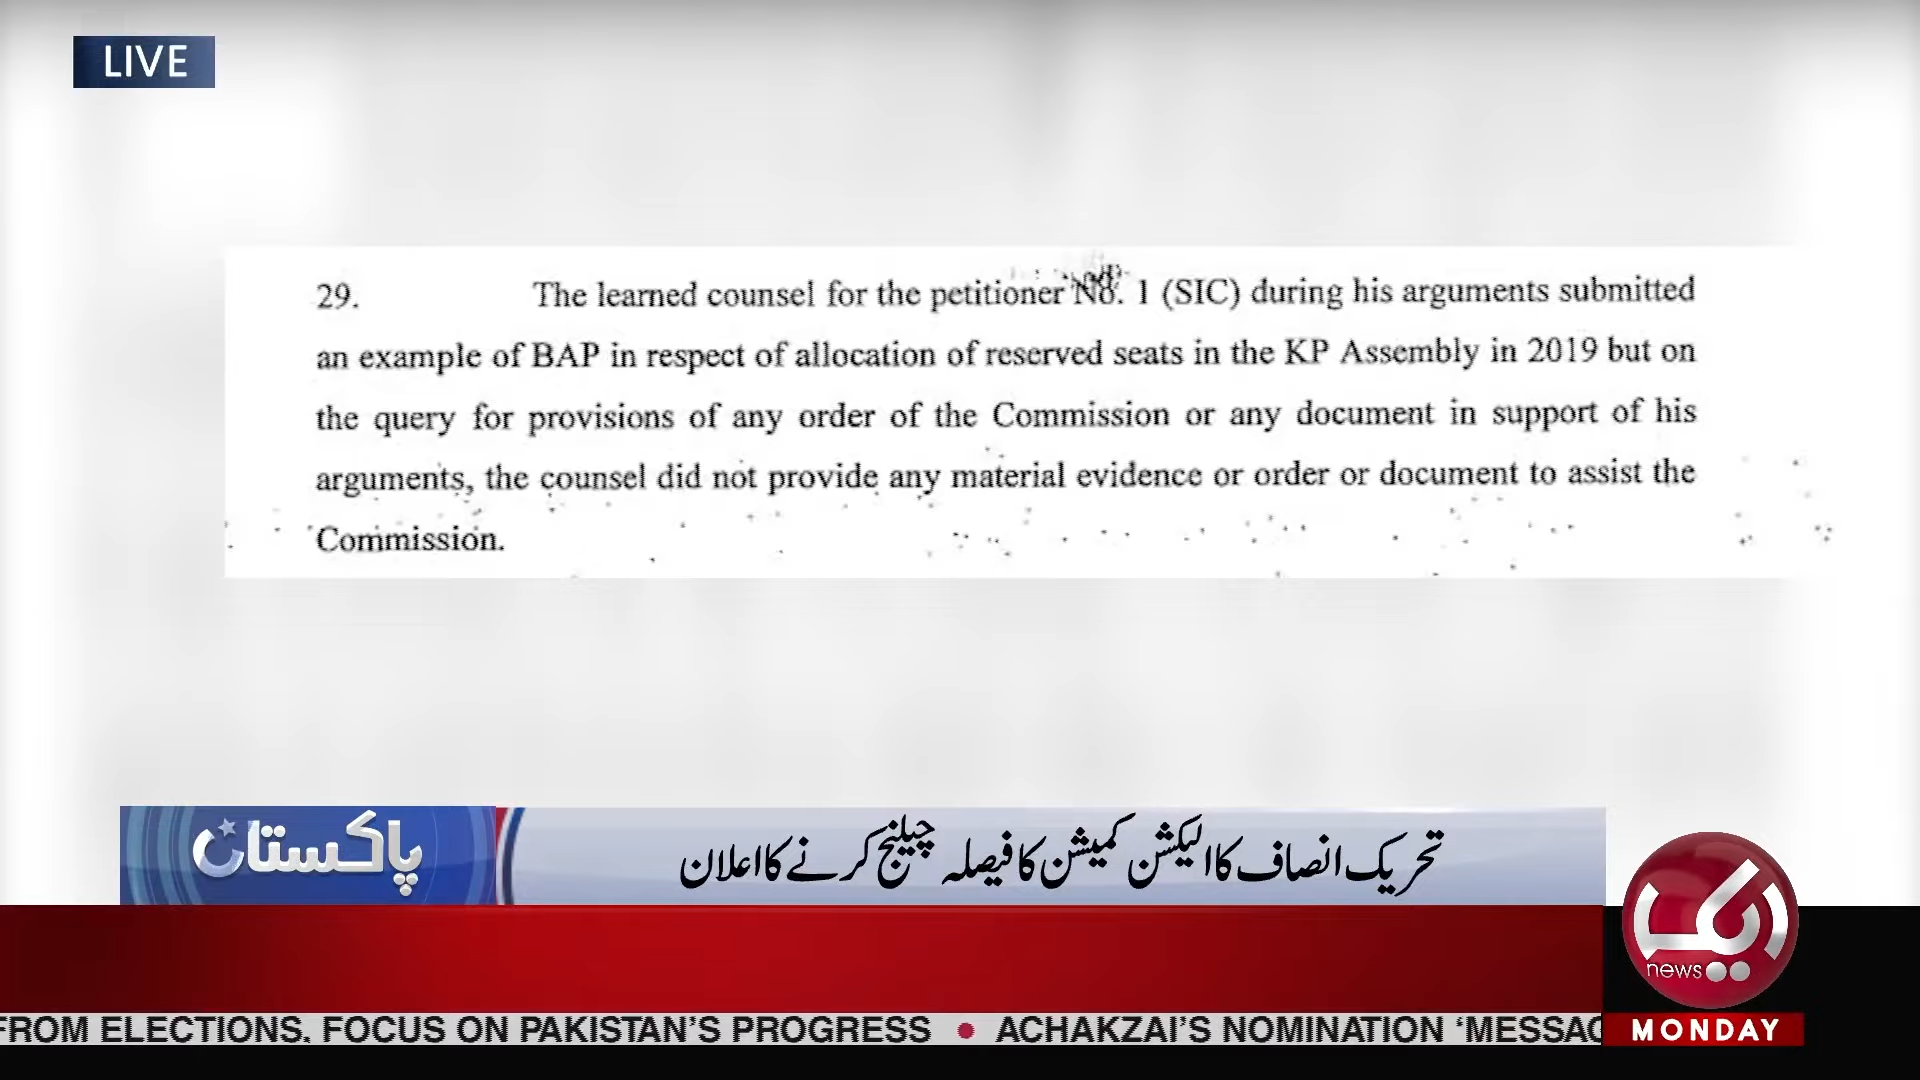 LIVE
29. The learned counsel for the petitioner No. 1 (SIC) during his arguments submitted
an example of BAP in respect of allocation of reserved seats in the KP Assembly in 2019 but on
the query for provisions of any order of the Commission or any document in support of his
arguments, the counsel did not provide any material evidence or order or document to assist the
Commission.
پاکستان
تحریک انصاف کا الیکشن کمیشن کا فیصلہ چیلنج کرنے کا اعلان
ایک
news
FROM ELECTIONS, FOCUS ON PAKISTAN'S PROGRESS • ACHAKZAI'S NOMINATION ‘MESSAG
MONDAY